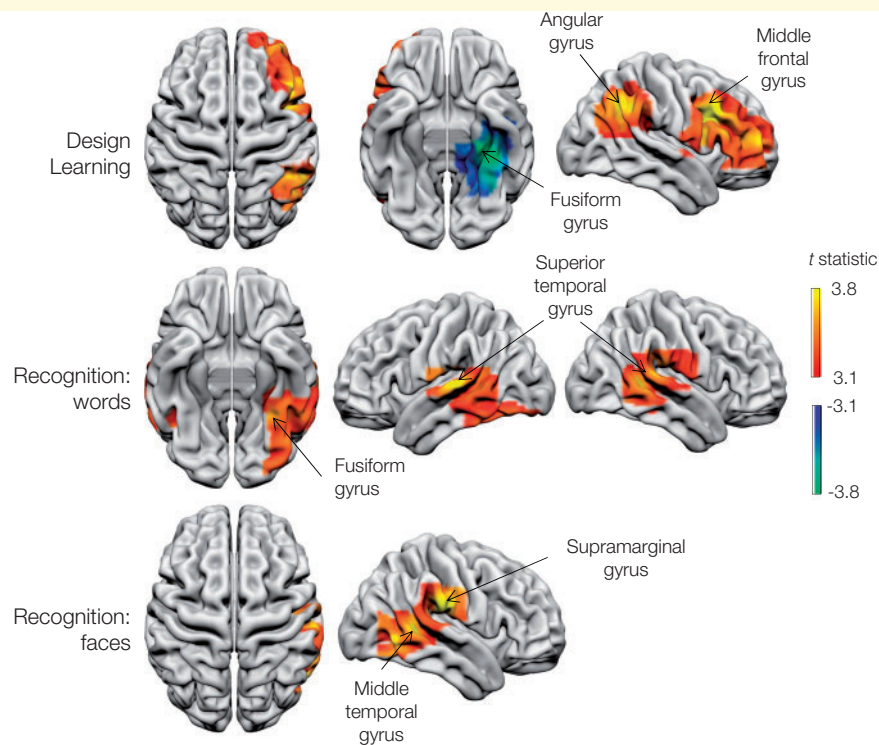 Angular
gyrus
Middle
frontal
gyrus
Design
Learning
Fusiform
gyrus
Superior
temporal
gyrus
t statistic
3.8
3.1
-3.1
-3.8
Recognition:
words
Fusiform
gyrus
Supramarginal
gyrus
Recognition:
faces
Middle
temporal
gyrus